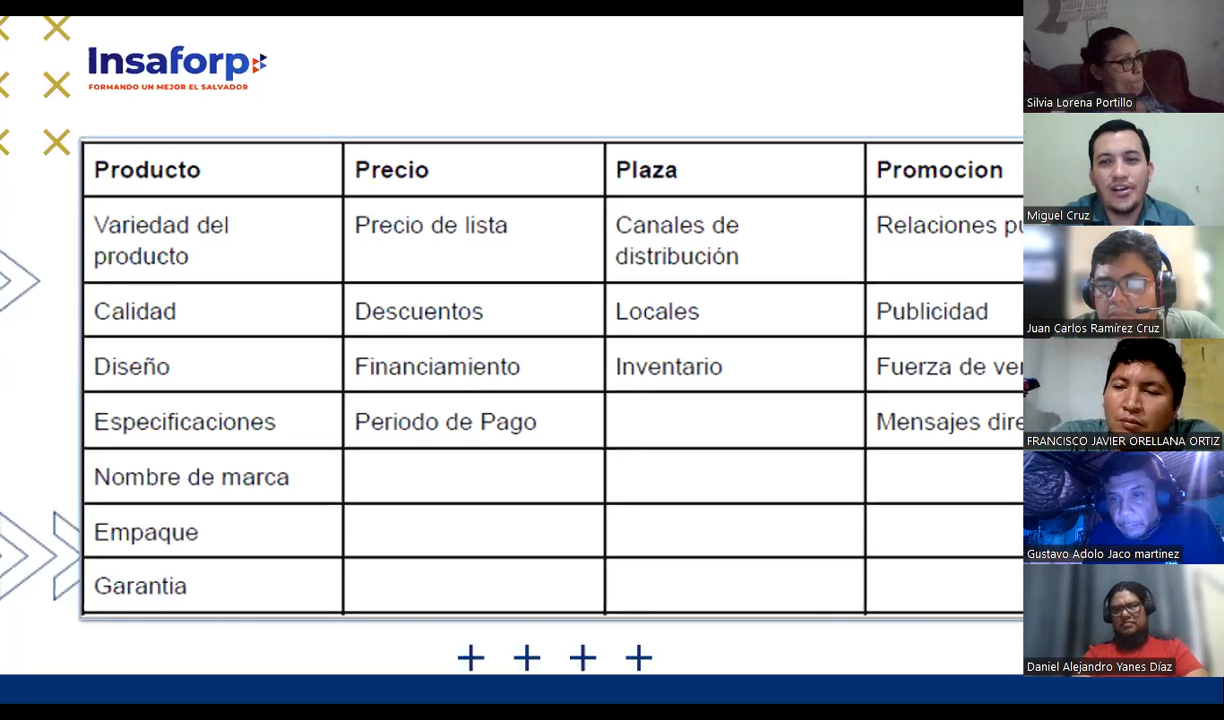 Insaforp
FORMANDO UN MEJOR EL SALVADOR
Producto Precio Plaza Promocion
Variedad del producto Precio de lista Canales de distribución Relaciones
Calidad Descuentos Locales Publicidad
Diseño Financiamiento Inventario Fuerza de
Especificaciones Periodo de Pago Mensajes
Nombre de marca
Empaque
Garantia
Silvia Lorena Portillo
Miguel Cruz
Juan Carlos Ramírez Cruz
FRANCISCO JAVIER ORELLANA ORTIZ
Gustavo Adolo Jaco martinez
Daniel Alejandro Yanes Díaz